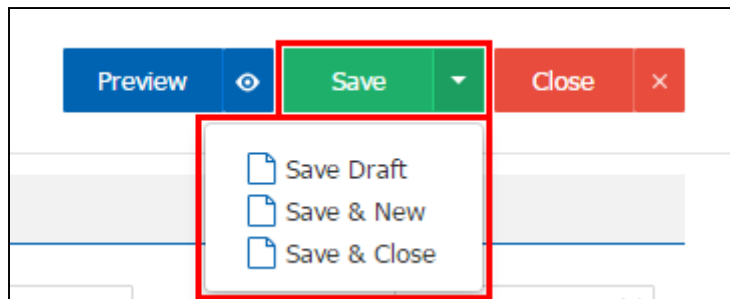 Preview Save Close ×
Save Draft
Save & New
Save & Close